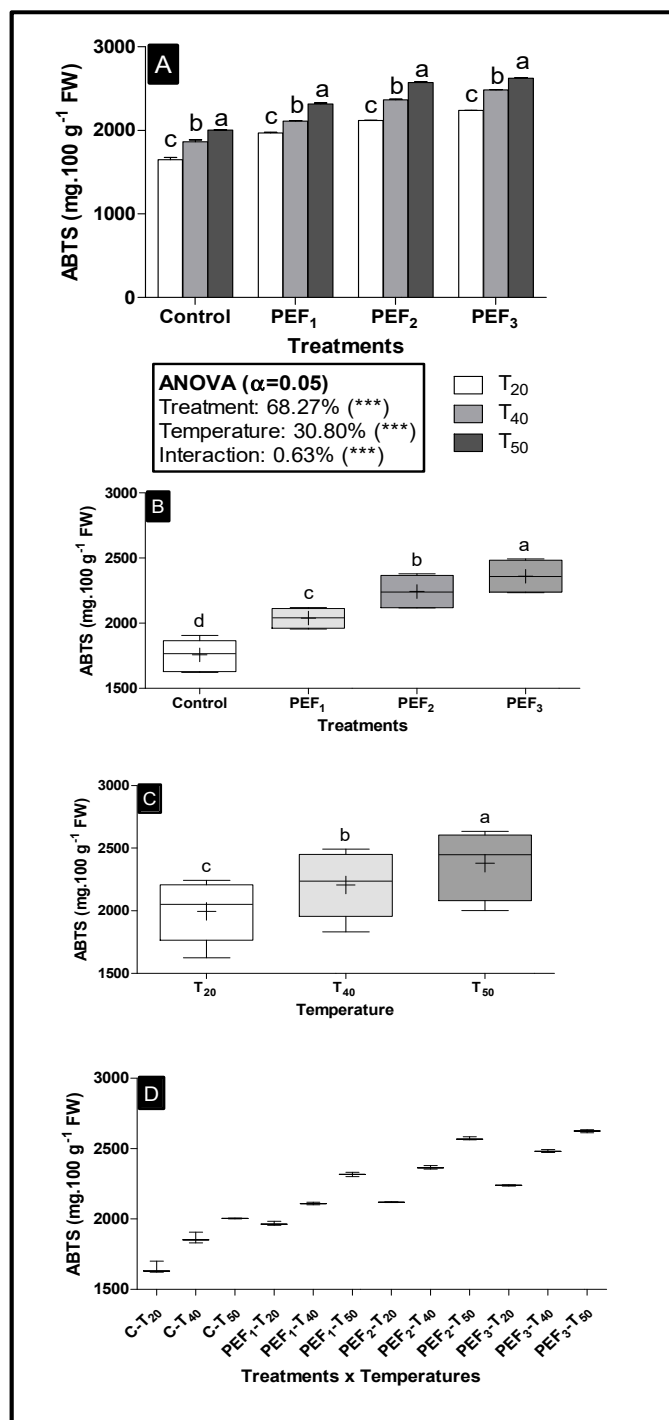 A
3000
2000
1000
0
ABTS (mg.100 g⁻¹ FW)
c b a
c b a
c b a
c b a
Control PEF₁ PEF₂ PEF₃
Treatments
ANOVA (α=0.05)
Treatment: 68.27% (***)
Temperature: 30.80% (***)
Interaction: 0.63% (***)
T₂₀
T₄₀
T₅₀
B
3000
2500
2000
1500
ABTS (mg.100 g⁻¹ FW)
d c b a
Control PEF₁ PEF₂ PEF₃
Treatments
C
3000
2500
2000
1500
ABTS (mg.100 g⁻¹ FW)
c b a
T₂₀ T₄₀ T₅₀
Temperature
D
3000
2500
2000
1500
ABTS (mg.100 g⁻¹ FW)
C-T₂₀ C-T₄₀ C-T₅₀ PEF₁-T₂₀ PEF₁-T₄₀ PEF₁-T₅₀ PEF₂-T₂₀ PEF₂-T₄₀ PEF₂-T₅₀ PEF₃-T₂₀ PEF₃-T₄₀ PEF₃-T₅₀
Treatments x Temperatures